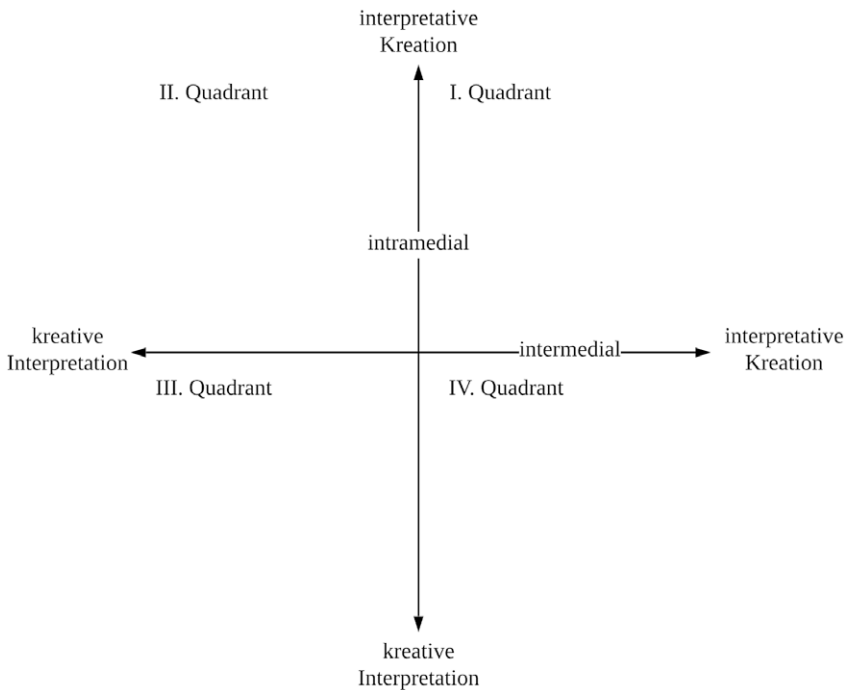 interpretative
Kreation
II. Quadrant
I. Quadrant
intramedial
kreative
Interpretation
intermedial
interpretative
Kreation
III. Quadrant
IV. Quadrant
kreative
Interpretation